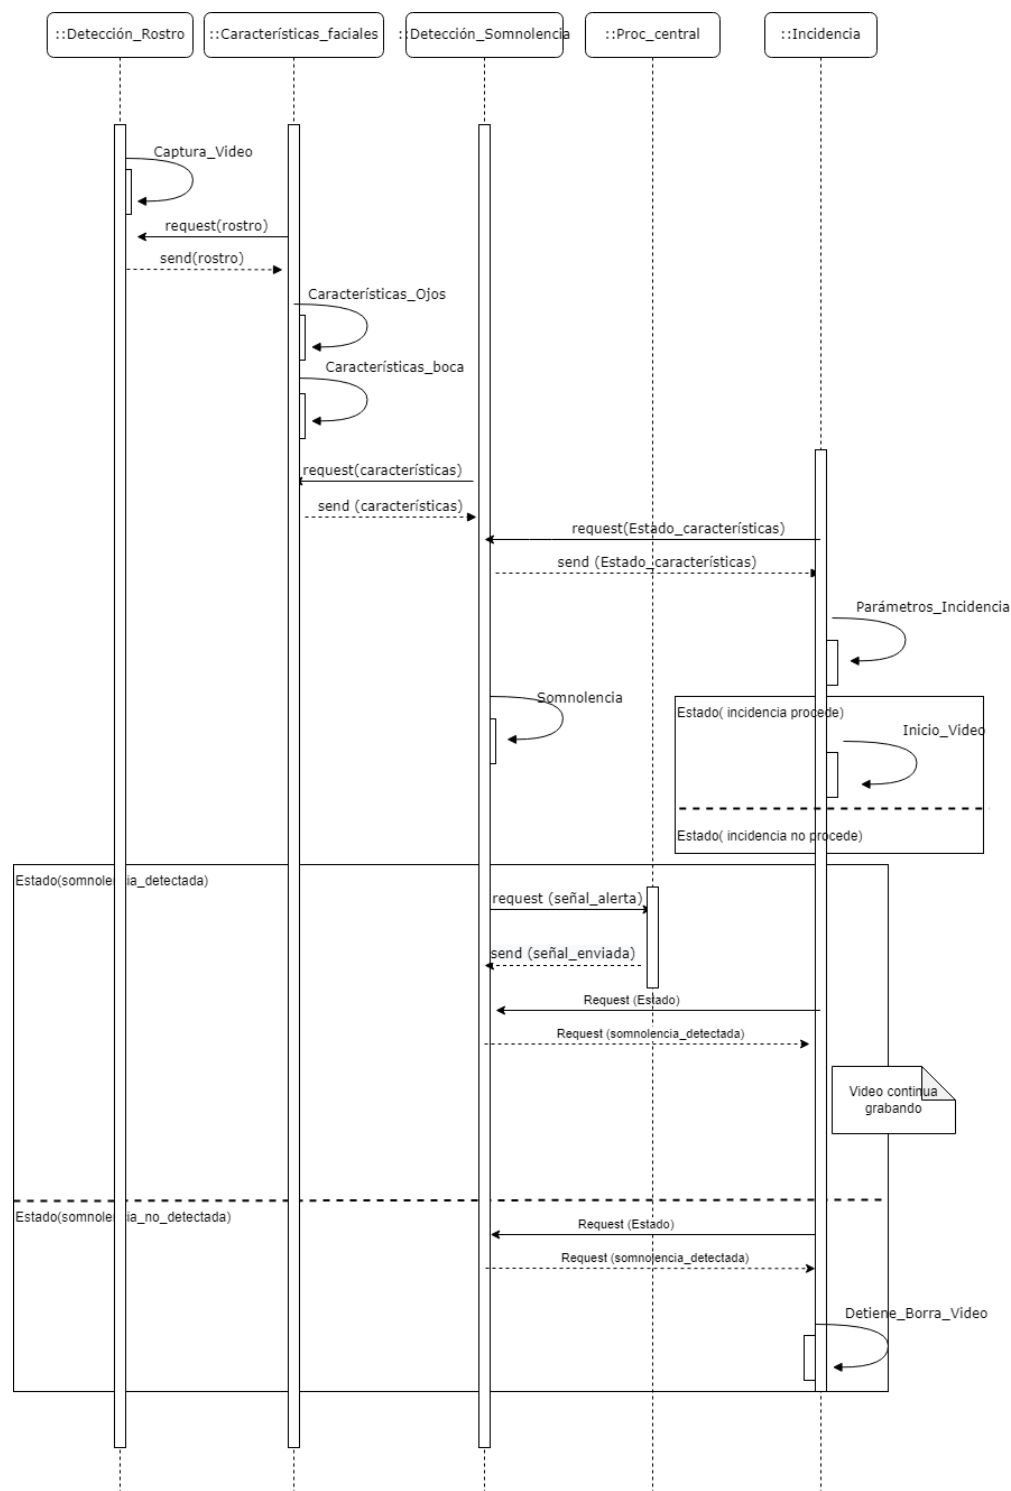 ::Detección_Rostro
::Características_faciales
::Detección_Somnolencia
::Proc_central
::Incidencia
Captura_Video
request(rostro)
send(rostro)
Características_Ojos
Características_boca
request(características)
send (características)
request(Estado_características)
send (Estado_características)
Parámetros_Incidencia
Somnolencia
Estado( incidencia procede)
Inicio_Video
Estado( incidencia no procede)
Estado(somnolencia_detectada)
request (señal_alerta)
send (señal_enviada)
Request (Estado)
Request (somnolencia_detectada)
Video continua
grabando
Estado(somnolencia_no_detectada)
Request (Estado)
Request (somnolencia_detectada)
Detiene_Borra_Video